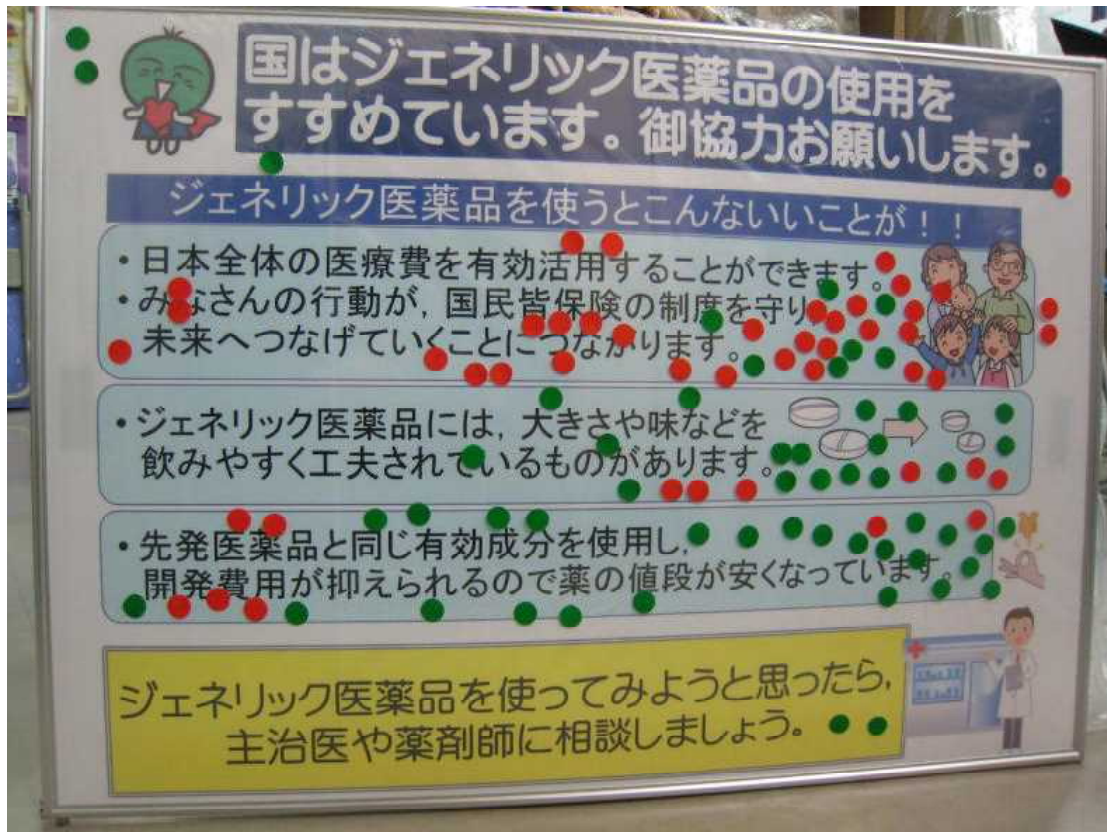 国はジェネリック医薬品の使用を
すすめています。御協力お願いします。
ジェネリック医薬品を使うとこんないいことが！！
・日本全体の医療費を有効活用することができます。
・みなさんの行動が，国民皆保険の制度を守り，
未来へつなげていくことにつながります。
・ジェネリック医薬品には，大きさや味などを
飲みやすく工夫されているものがあります。
・先発医薬品と同じ有効成分を使用し，
開発費用が抑えられるので薬の値段が安くなっています。
ジェネリック医薬品を使ってみようと思ったら，
主治医や薬剤師に相談しましょう。